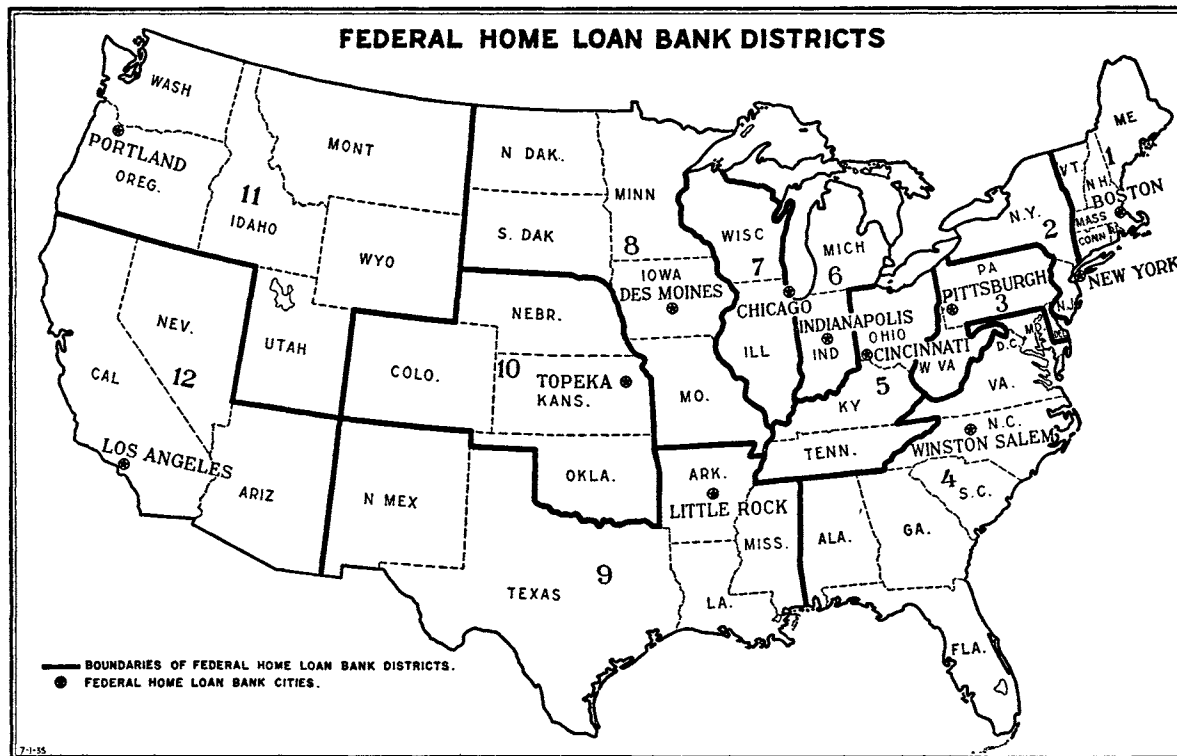 FEDERAL HOME LOAN BANK DISTRICTS
WASH
PORTLAND
OREG.
MONT
11
IDAHO
WYO
N DAK.
S. DAK
MINN
8
IOWA
DES MOINES
WISC
7
CHICAGO
ILL
MICH
6
INDIANAPOLIS
IND
OHIO
CINCINNATI
5
KY
W VA
ME
1
VT.
N H.
BOSTON
MASS
CONN
R.I.
N.Y.
2
NEW YORK
PA
PITTSBURGH
3
N.J.
MD.
DEL
D.C.
VA.
NEV.
12
CAL
LOS ANGELES
UTAH
ARIZ
COLO.
NEBR.
10
TOPEKA
KANS.
MO.
OKLA.
N MEX
TEXAS
9
ARK.
LITTLE ROCK
LA.
MISS.
TENN.
N.C.
WINSTON SALEM
4
S.C.
ALA.
GA.
FLA.
BOUNDARIES OF FEDERAL HOME LOAN BANK DISTRICTS.
FEDERAL HOME LOAN BANK CITIES.
7-1-35